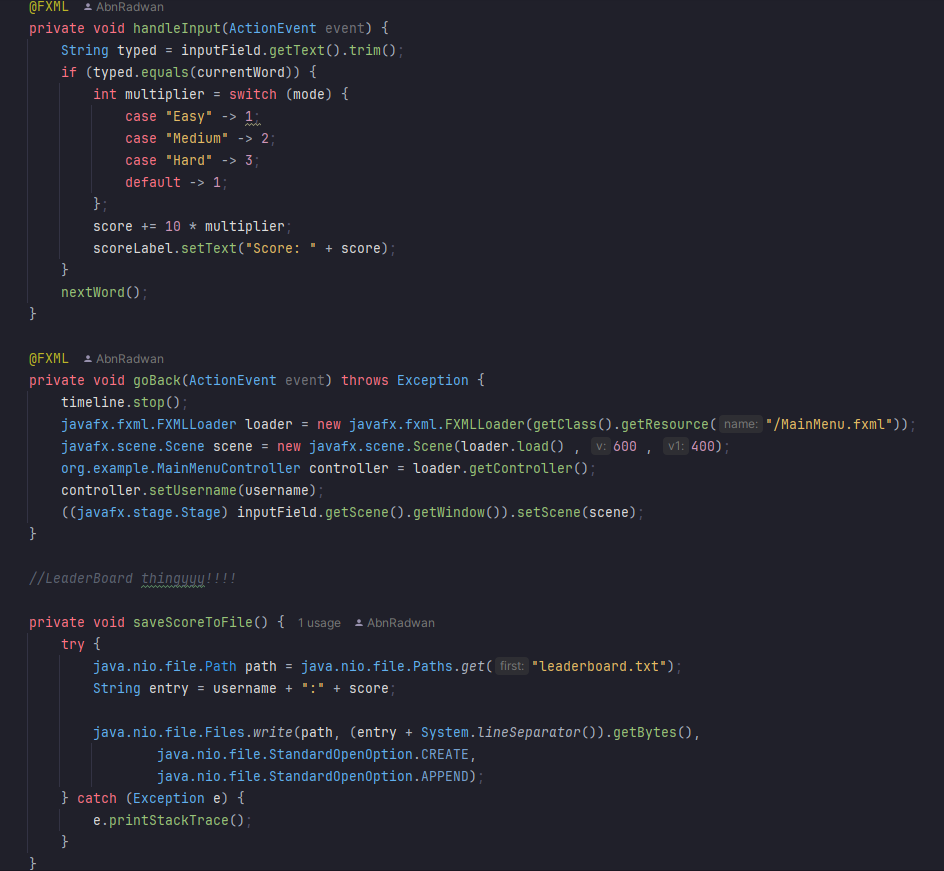 @FXML AbnRadwan
private void handleInput(ActionEvent event) {
String typed = inputField.getText().trim();
if (typed.equals(currentWord)) {
int multiplier = switch (mode) {
case "Easy" -> 1;
case "Medium" -> 2;
case "Hard" -> 3;
default -> 1;
};
score += 10 * multiplier;
scoreLabel.setText("Score: " + score);
}
nextWord();
}
@FXML AbnRadwan
private void goBack(ActionEvent event) throws Exception {
timeline.stop();
javafx.fxml.FXMLLoader loader = new javafx.fxml.FXMLLoader(getClass().getResource( name: "/MainMenu.fxml"));
javafx.scene.Scene scene = new javafx.scene.Scene(loader.load() , v: 600 , v1: 400);
org.example.MainMenuController controller = loader.getController();
controller.setUsername(username);
((javafx.stage.Stage) inputField.getScene().getWindow()).setScene(scene);
}
//LeaderBoard thingyyy!!!!
private void saveScoreToFile() { 1 usage AbnRadwan
try {
java.nio.file.Path path = java.nio.file.Paths.get( first: "leaderboard.txt");
String entry = username + ":" + score;
java.nio.file.Files.write(path, (entry + System.lineSeparator()).getBytes(),
java.nio.file.StandardOpenOption.CREATE,
java.nio.file.StandardOpenOption.APPEND);
} catch (Exception e) {
e.printStackTrace();
}
}